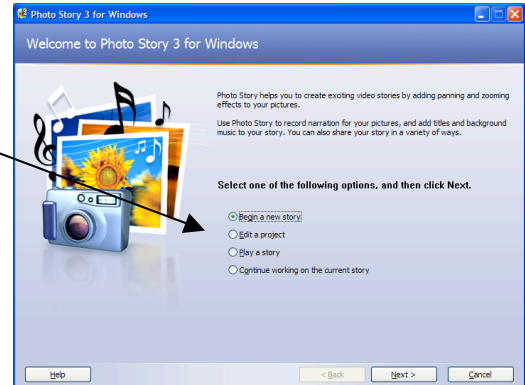 Photo Story 3 for Windows
Welcome to Photo Story 3 for Windows
Photo Story helps you to create exciting video stories by adding panning and zooming
effects to your pictures.
Use Photo Story to record narration for your pictures, and add titles and background
music to your story. You can also share your story in a variety of ways.
Select one of the following options, and then click Next.
Begin a new story
Edit a project
Play a story
Continue working on the current story
Help
< Back
Next >
Cancel